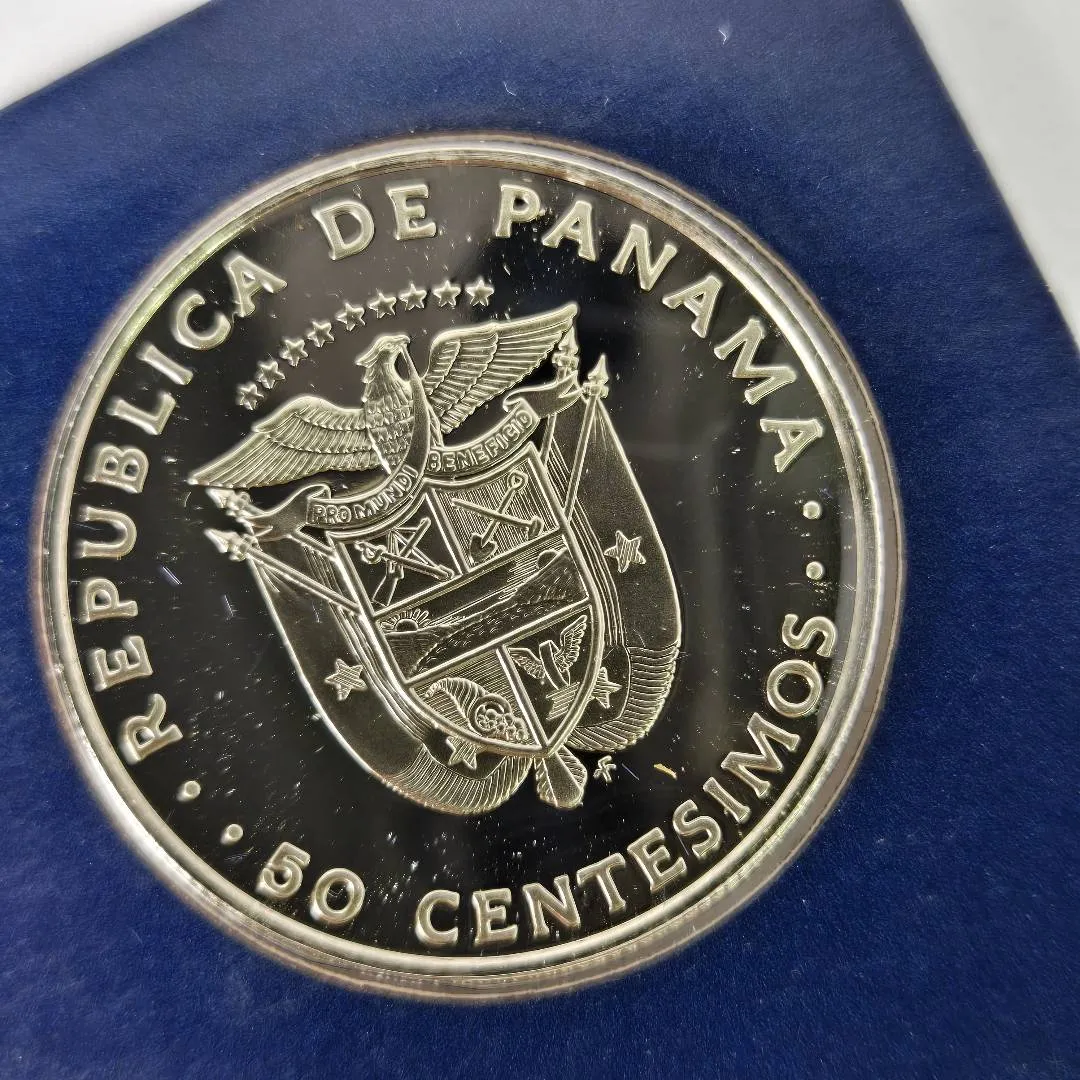 REPUBLICA DE PANAMA
PRO MUNDI BENEFICIO
50 CENTESIMOS